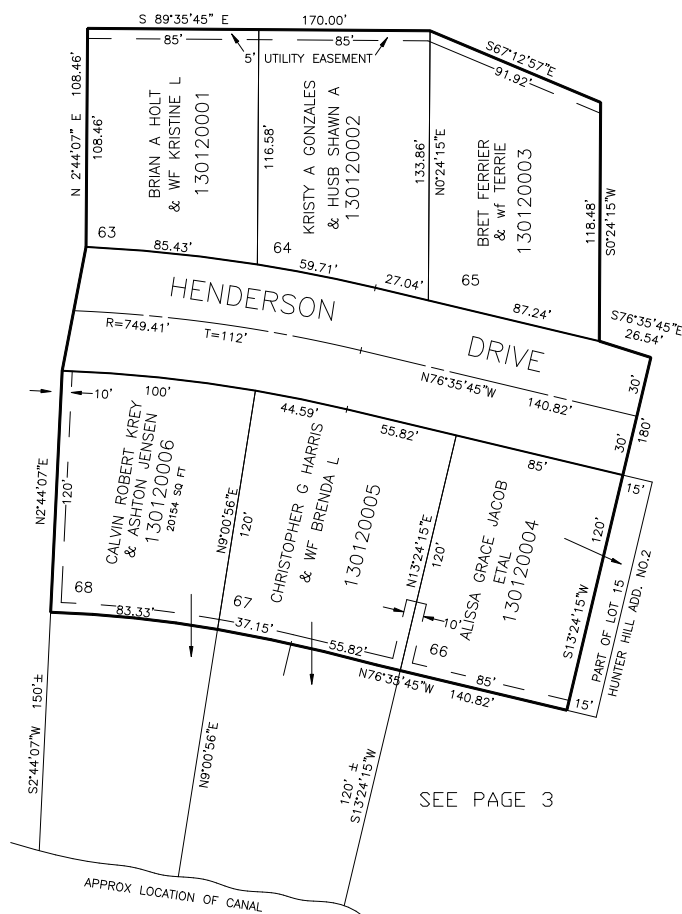 S 89°35'45" E 170.00'
85' 85'
5' UTILITY EASEMENT
S67°12'57"E
91.92'
N 2°44'07" E 108.46'
108.46'
BRIAN A HOLT
& WF KRISTINE L
130120001
63
85.43'
116.58'
KRISTY A GONZALES
& HUSB SHAWN A
130120002
64
59.71'
27.04'
133.86'
N0°24'15"E
BRET FERRIER
& wf TERRIE
130120003
65
87.24'
118.48'
S0°24'15"W
S76°35'45"E
26.54'
HENDERSON DRIVE
R=749.41'
T=112'
N76°35'45"W 140.82'
30'
30'
180'
10'
100'
N2°44'07"E
120'
CALVIN ROBERT KREY
& ASHTON JENSEN
130120006
20154 SQ FT
68
83.33'
N9°00'56"E
120'
44.59'
55.82'
CHRISTOPHER G HARRIS
& WF BRENDA L
130120005
67
37.15'
55.82'
N13°24'15"E
120'
10'
85'
ALISSA GRACE JACOB
ETAL
130120004
66
85'
N76°35'45"W 140.82'
15'
120'
S13°24'15"W
15'
PART OF LOT 15
HUNTER HILL ADD. NO.2
S2°44'07"W 150'±
N9°00'56"E
120' ±
S13°24'15"W
SEE PAGE 3
APPROX LOCATION OF CANAL